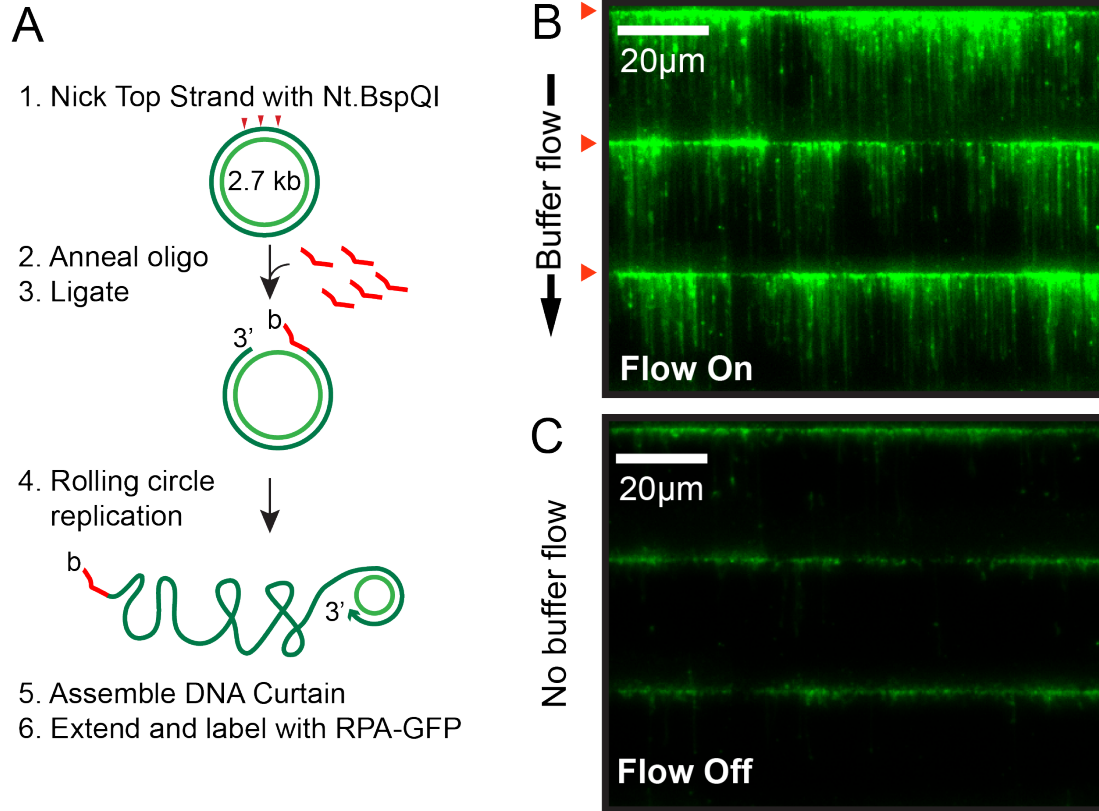 A
1. Nick Top Strand with Nt.BspQI
2.7 kb
2. Anneal oligo
3. Ligate
b
3’
4. Rolling circle
replication
b
3’
5. Assemble DNA Curtain
6. Extend and label with RPA-GFP
B
Buffer flow
20μm
Flow On
C
No buffer flow
20μm
Flow Off